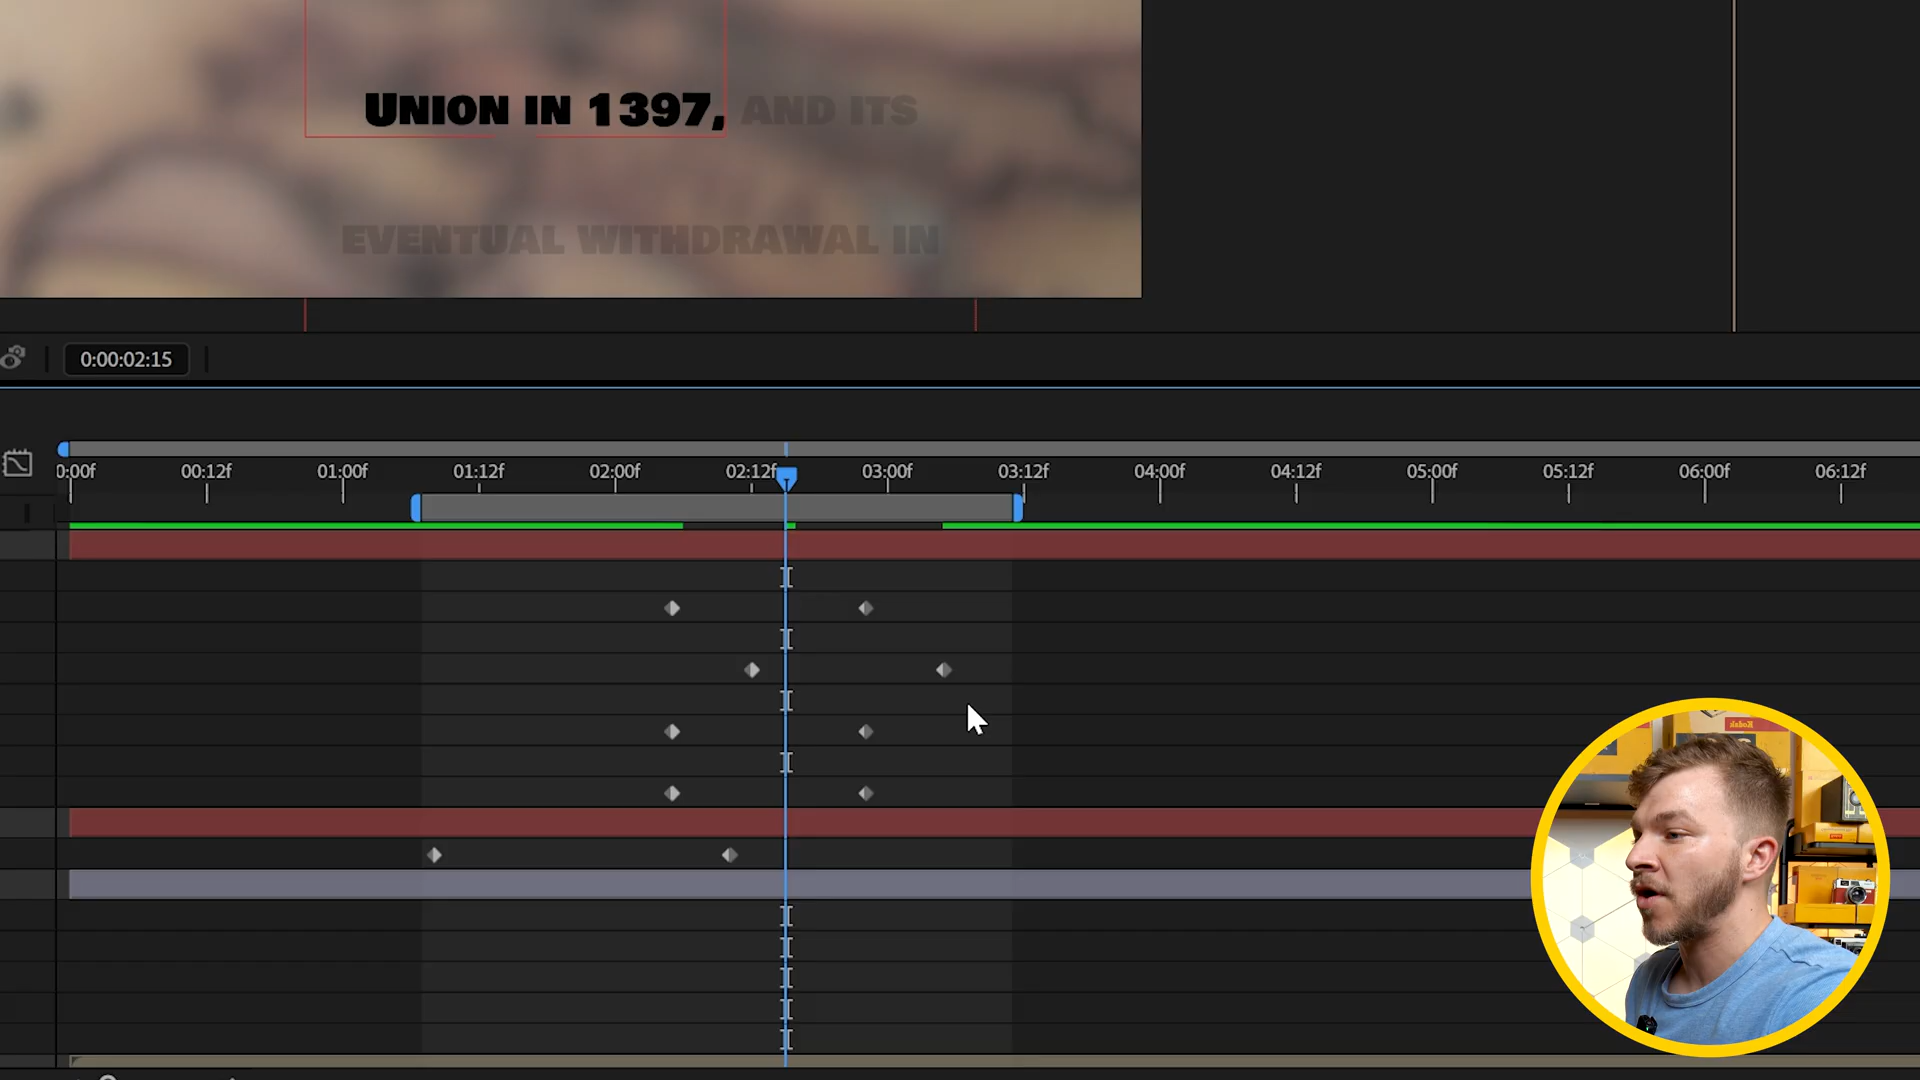 UNION IN 1397, AND ITS
EVENTUAL WITHDRAWAL IN
0:00:02:15
0:00f 00:12f 01:00f 01:12f 02:00f 02:12f 03:00f 03:12f 04:00f 04:12f 05:00f 05:12f 06:00f 06:12f
Kodak